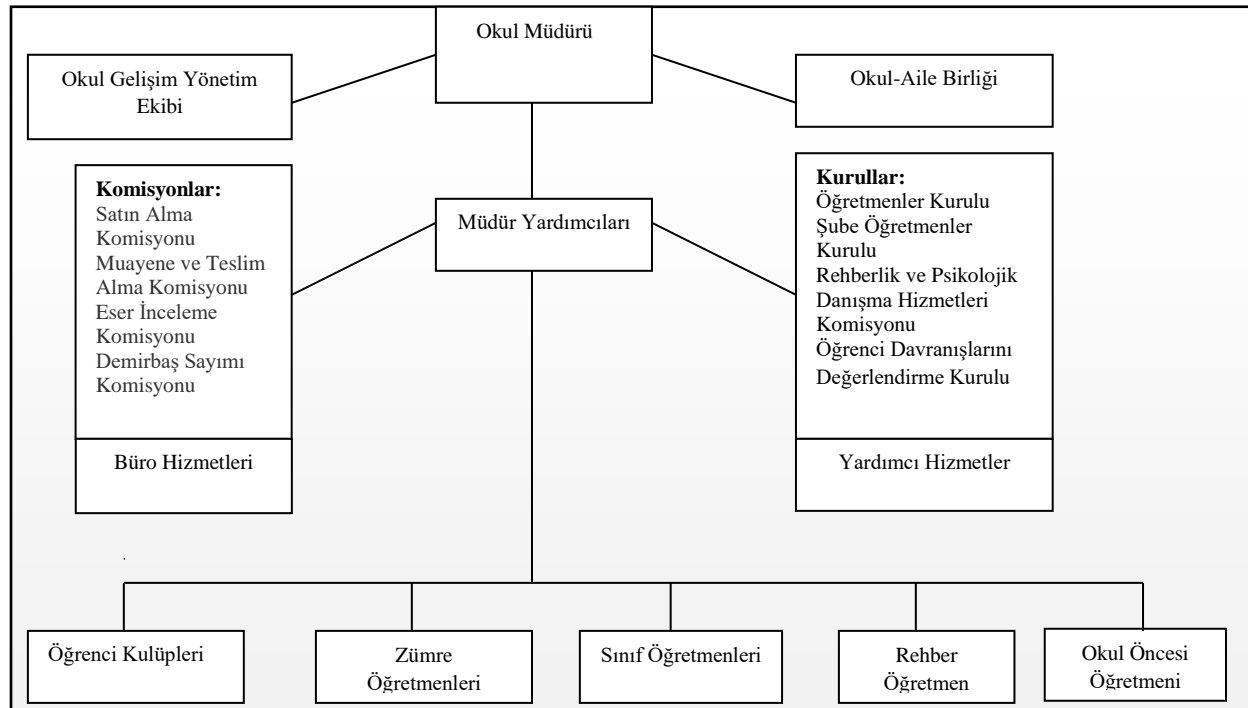 Okul Müdürü
Okul Gelişim Yönetim
Ekibi
Okul-Aile Birliği
Komisyonlar:
Satın Alma
Komisyonu
Muayene ve Teslim
Alma Komisyonu
Eser İnceleme
Komisyonu
Demirbaş Sayımı
Komisyonu
Müdür Yardımcıları
Kurullar:
Öğretmenler Kurulu
Şube Öğretmenler
Kurulu
Rehberlik ve Psikolojik
Danışma Hizmetleri
Komisyonu
Öğrenci Davranışlarını
Değerlendirme Kurulu
Büro Hizmetleri
Yardımcı Hizmetler
Öğrenci Kulüpleri
Zümre
Öğretmenleri
Sınıf Öğretmenleri
Rehber
Öğretmen
Okul Öncesi
Öğretmeni